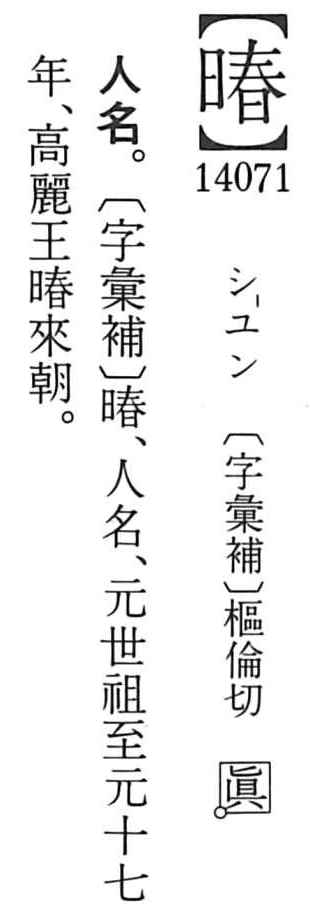 【暙】
14071
シユン 〔字彙補〕樞倫切 眞
人名。〔字彙補〕暙、人名、元世祖至元十七
年、高麗王暙來朝。